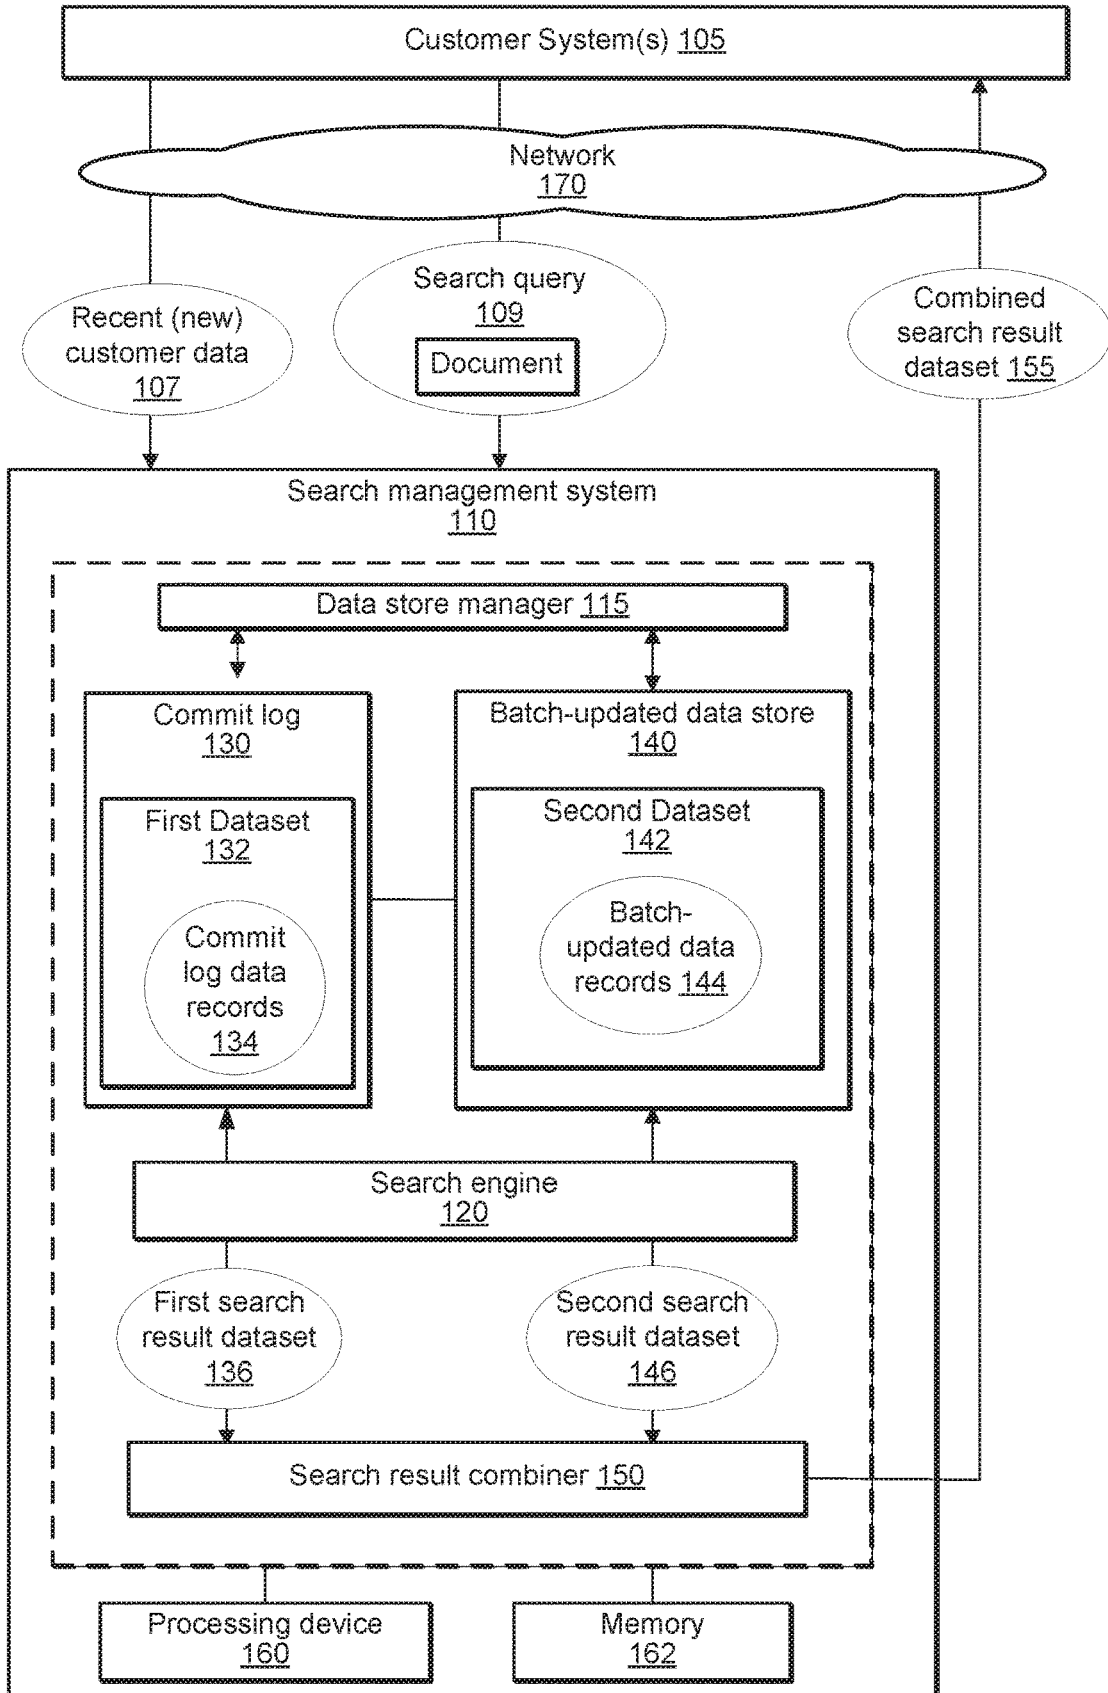 Customer System(s) 105
Network
170
Recent (new)
customer data
107
Search query
109
Document
Combined
search result
dataset 155
Search management system
110
Data store manager 115
Commit log
130
First Dataset
132
Commit
log data
records
134
Batch-updated data store
140
Second Dataset
142
Batch-
updated data
records 144
Search engine
120
First search
result dataset
136
Second search
result dataset
146
Search result combiner 150
Processing device
160
Memory
162